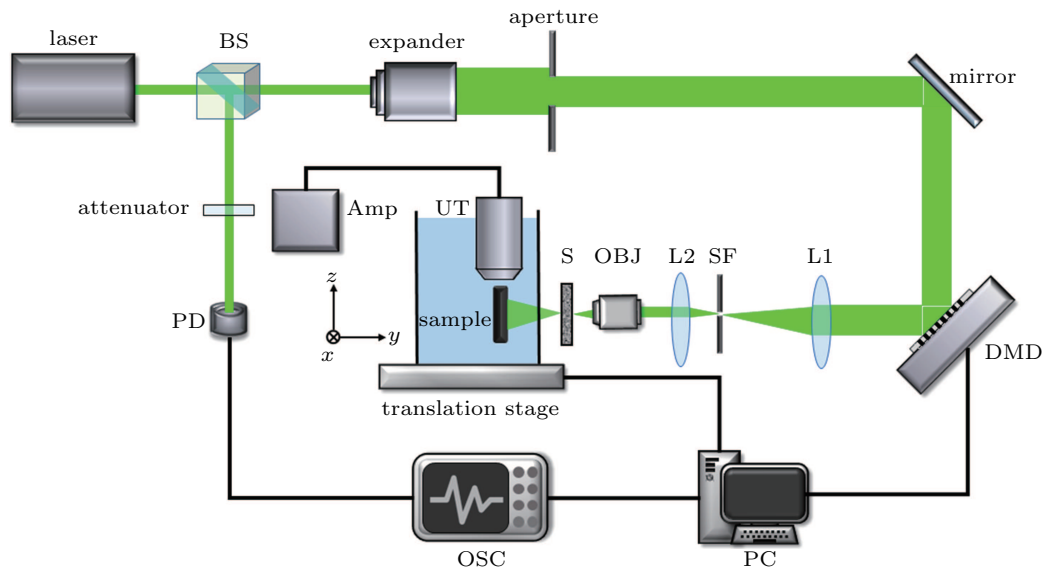 aperture
laser
BS
expander
mirror
attenuator
Amp
UT
S
OBJ
L2
SF
L1
z
PD
sample
y
x
DMD
translation stage
OSC
PC